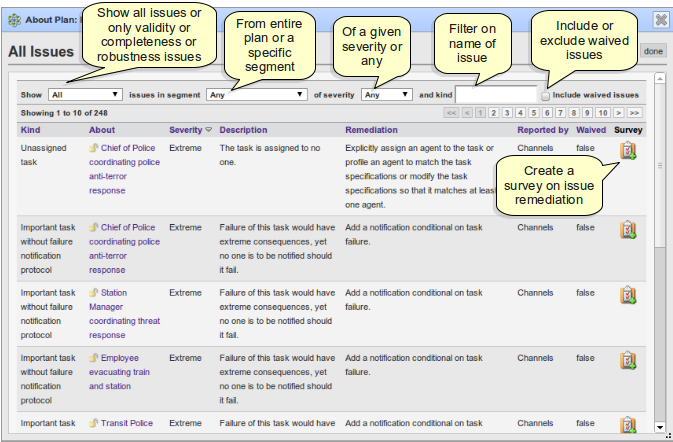 About Plan:
Show all issues or
only validity or
completeness or
robustness issues
From entire
plan or a
specific
segment
Of a given
severity or
any
Filter on
name of
issue
Include or
exclude waived
issues
All Issues
done
Show All issues in segment Any of severity Any and kind Include waived issues
Showing 1 to 10 of 248
<< < 1 2 3 4 5 6 7 8 9 10 > >>
Kind About Severity Description Remediation Reported by Waived Survey
Unassigned
task
Chief of Police
coordinating police
anti-terror
response
Extreme
The task is assigned to no
one.
Explicitly assign an agent to the task or
profile an agent to match the task
specifications or modify the task
specifications so that it matches at least
one agent.
Channels
false
Create a
survey on issue
remediation
Important task
without failure
notification
protocol
Chief of Police
coordinating police
anti-terror
response
Extreme
Failure of this task would have
extreme consequences, yet
no one is to be notified should
it fail.
Add a notification conditional on task
failure.
Channels
false
Important task
without failure
notification
protocol
Station
Manager
coordinating threat
response
Extreme
Failure of this task would have
extreme consequences, yet
no one is to be notified should
it fail.
Add a notification conditional on task
failure.
Channels
false
Important task
without failure
notification
protocol
Employee
evacuating train
and station
Extreme
Failure of this task would have
extreme consequences, yet
no one is to be notified should
it fail.
Add a notification conditional on task
failure.
Channels
false
Important task
Transit Police
Extreme
Failure of this task would have
Add a notification conditional on task
Channels
false